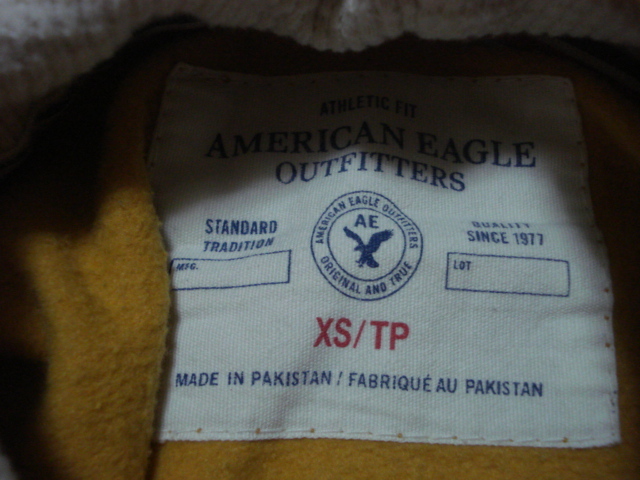 ATHLETIC FIT
AMERICAN EAGLE
OUTFITTERS
STANDARD
TRADITION
MFG.
AMERICAN EAGLE OUTFITTERS
AE
ORIGINAL AND TRUE
QUALITY
SINCE 1977
LOT
XS/TP
MADE IN PAKISTAN / FABRIQUÉ AU PAKISTAN